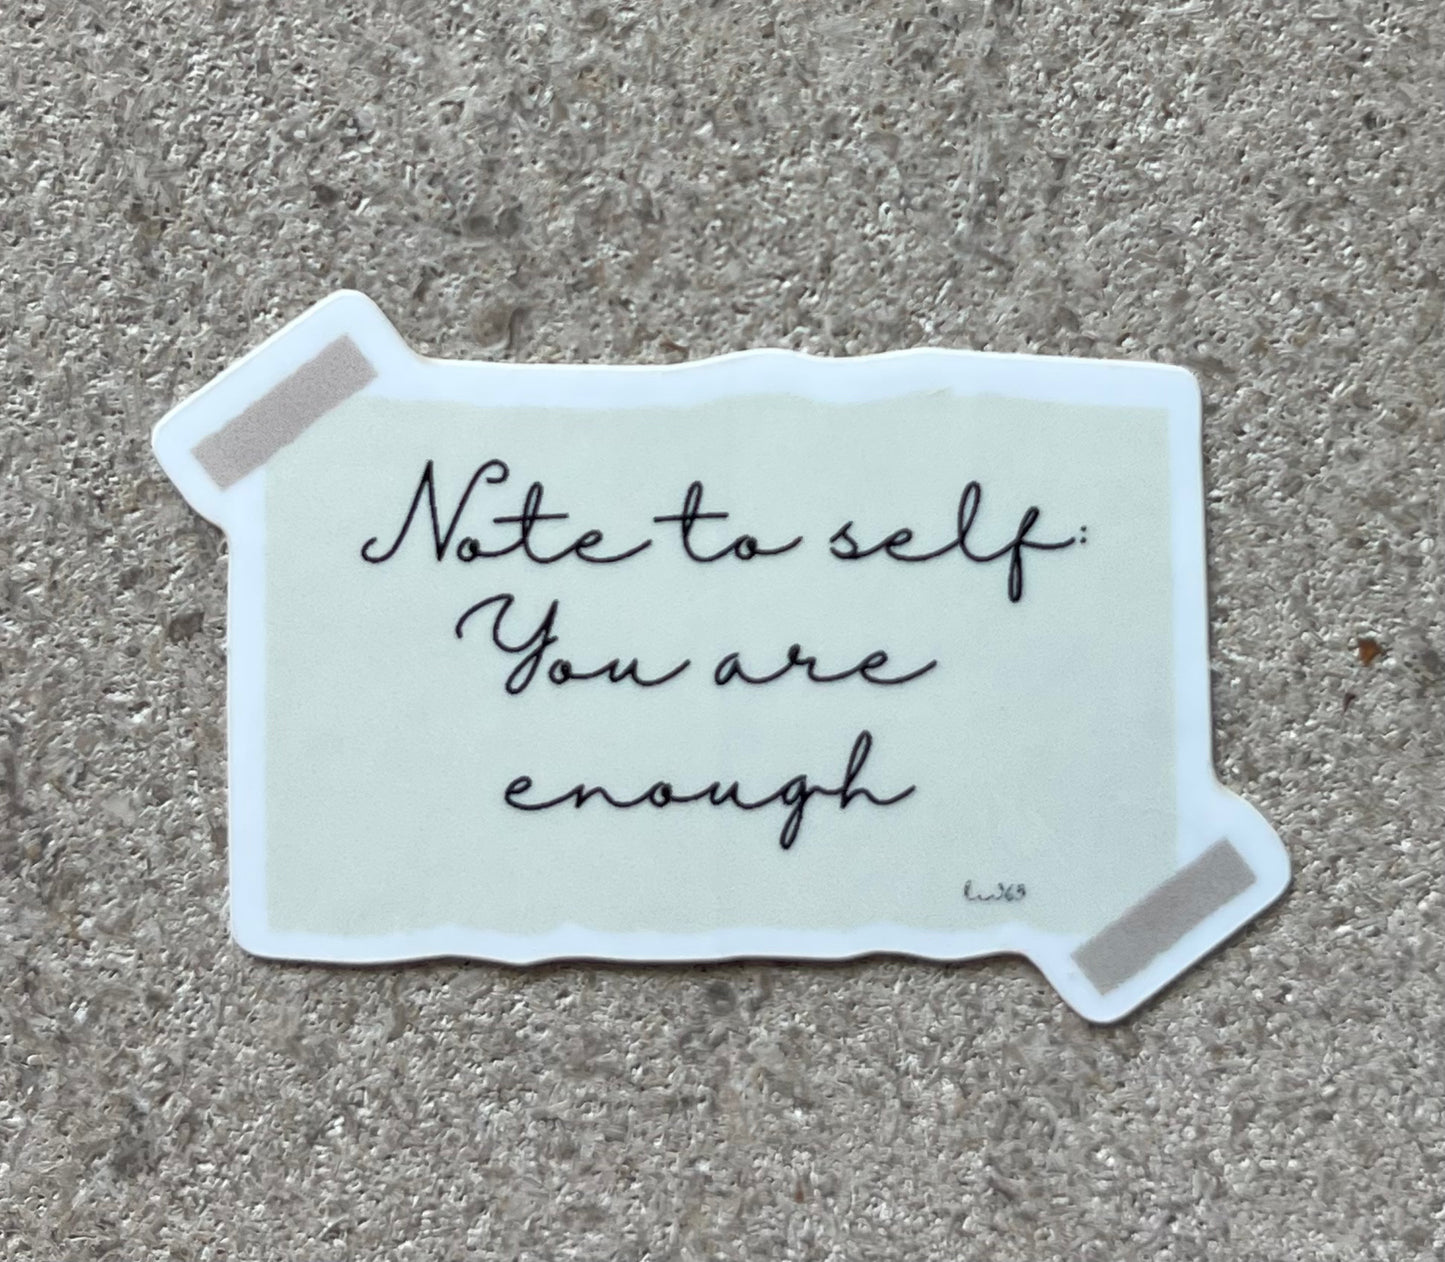 Note to self:
You are
enough